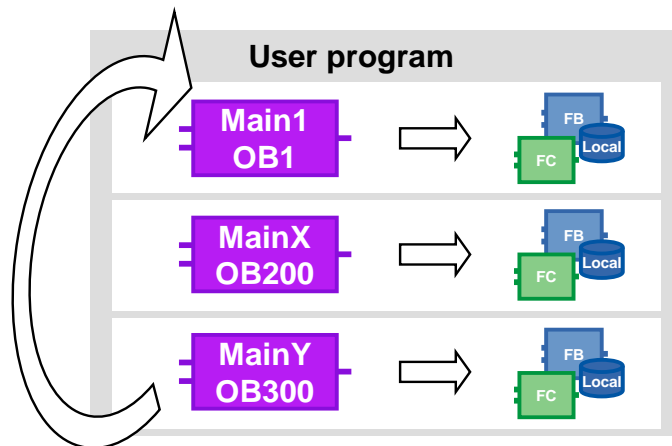 User program
Main1
OB1
FB
FC
Local
MainX
OB200
FB
FC
Local
MainY
OB300
FB
FC
Local